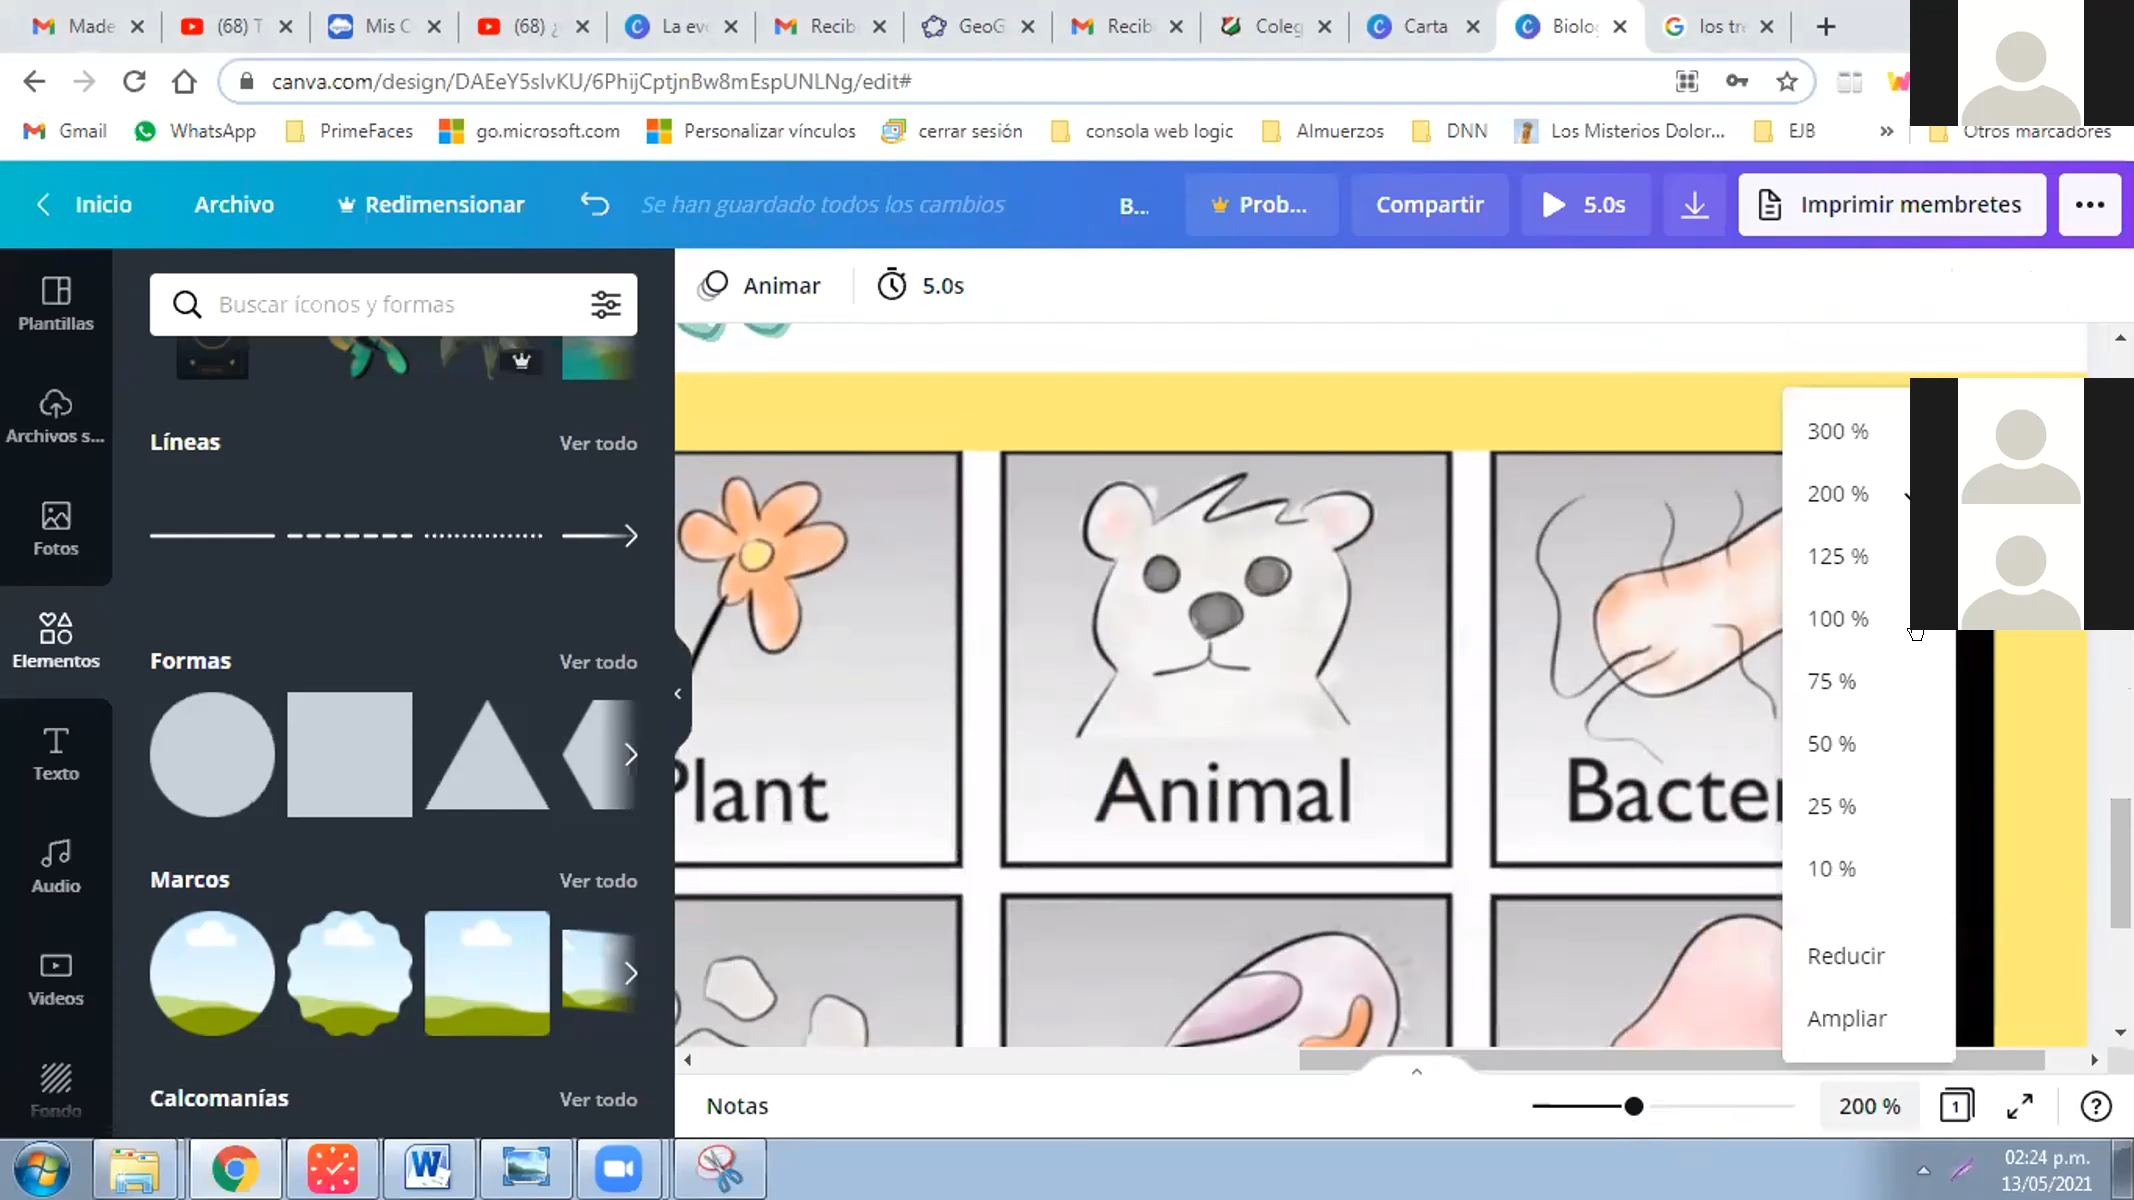 Made
(68) T
Mis C
(68) ¿
La evo
Recib
GeoG
Recib
Coleg
Carta
Biolog
los tre
canva.com/design/DAEeY5slvKU/6PhijCptjnBw8mEspUNLNg/edit#
Gmail
WhatsApp
PrimeFaces
go.microsoft.com
Personalizar vínculos
cerrar sesión
consola web logic
Almuerzos
DNN
Los Misterios Dolor...
EJB
»
Otros marcadores
Inicio
Archivo
Redimensionar
Se han guardado todos los cambios
B...
Prob...
Compartir
5.0s
Imprimir membretes
Plantillas
Archivos s...
Fotos
Elementos
Texto
Audio
Videos
Fondo
Buscar íconos y formas
Líneas
Ver todo
Formas
Ver todo
Marcos
Ver todo
Calcomanías
Ver todo
Animar
5.0s
Plant
Animal
Bacter
300 %
200 %
125 %
100 %
75 %
50 %
25 %
10 %
Reducir
Ampliar
Notas
200 %
1
02:24 p.m.
13/05/2021